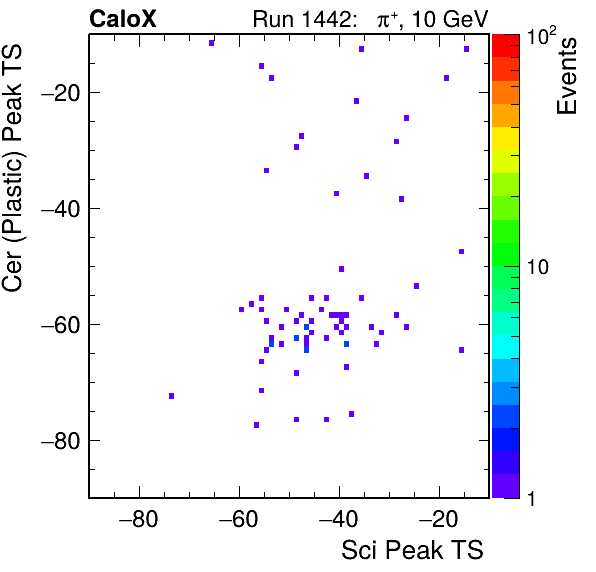 CaloX Run 1442: π⁺, 10 GeV
Cer (Plastic) Peak TS
−20
−40
−60
−80
−80 −60 −40 −20
Sci Peak TS
10²
10
1
Events